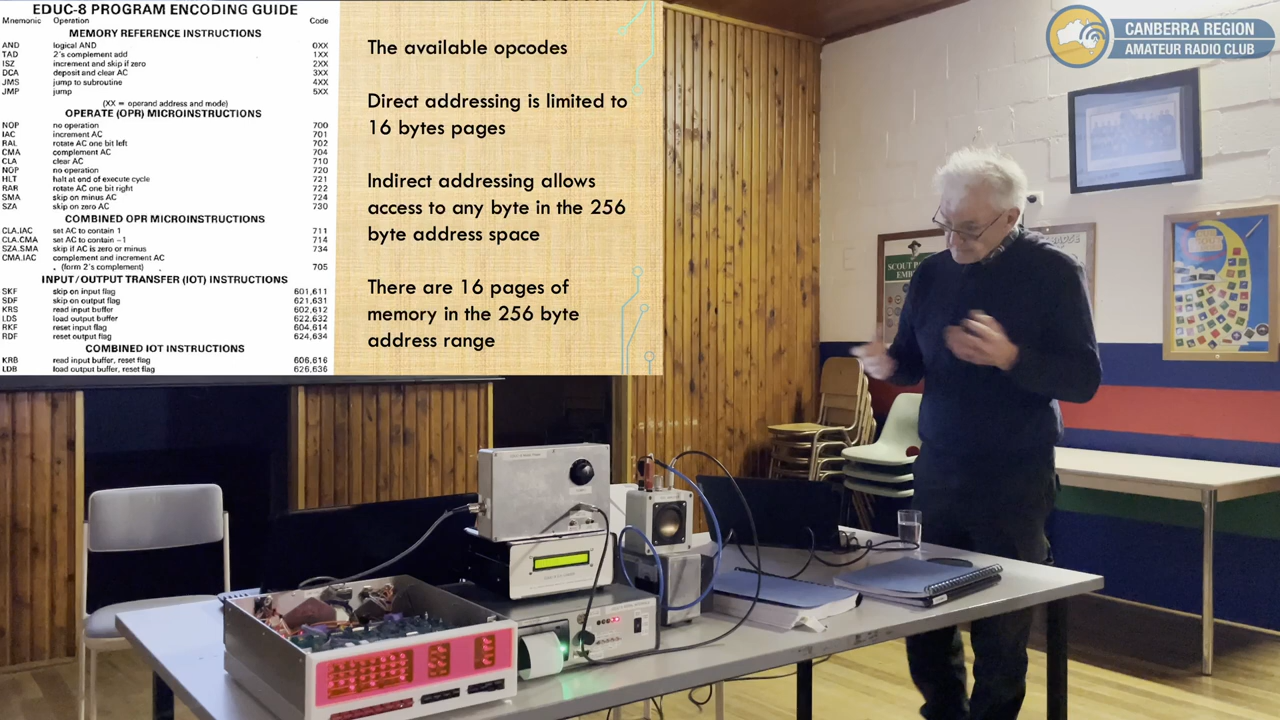 EDUC-8 PROGRAM ENCODING GUIDE
Mnemonic Operation Code
MEMORY REFERENCE INSTRUCTIONS
AND logical AND 0XX
TAD 2's complement add 1XX
ISZ increment and skip if zero 2XX
DCA deposit and clear AC 3XX
JMS jump to subroutine 4XX
JMP jump 5XX
(XX = operand address and mode)
OPERATE (OPR) MICROINSTRUCTIONS
NOP no operation 700
IAC increment AC 701
RAL rotate AC one bit left 702
CMA complement AC 704
CLA clear AC 710
NOP no operation 720
HLT halt at end of execute cycle 721
RAR rotate AC one bit right 722
SMA skip on minus AC 724
SZA skip on zero AC 730
COMBINED OPR MICROINSTRUCTIONS
CLA.IAC set AC to contain 1 711
CLA.CMA set AC to contain −1 714
SZA.SMA skip if AC is zero or minus 734
CMA.IAC complement and increment AC
(form 2's complement) 705
INPUT/OUTPUT TRANSFER (IOT) INSTRUCTIONS
SKF skip on input flag 601,611
SDF skip on output flag 621,631
KRS read input buffer 602,612
LDS load output buffer 622,632
RKF reset input flag 604,614
RDF reset output flag 624,634
COMBINED IOT INSTRUCTIONS
KRB read input buffer, reset flag 606,616
LDB load output buffer, reset flag 626,636
The available opcodes
Direct addressing is limited to
16 bytes pages
Indirect addressing allows
access to any byte in the 256
byte address space
There are 16 pages of
memory in the 256 byte
address range
CANBERRA REGION
AMATEUR RADIO CLUB
SCOUT